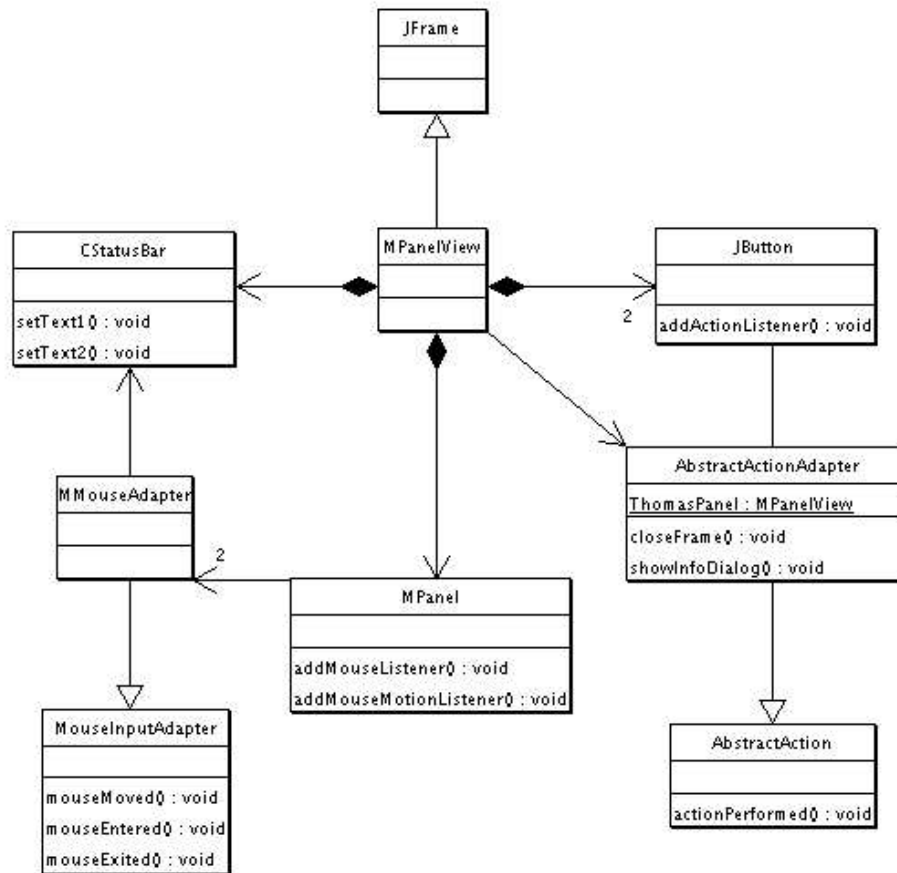 JFrame
MPanelView
CStatusBar
setText1() : void
setText2() : void
JButton
2
addActionListener() : void
AbstractActionAdapter
ThomasPanel : MPanelView
closeFrame() : void
showInfoDialog() : void
MMouseAdapter
2
MPanel
addMouseListener() : void
addMouseMotionListener() : void
MouseInputAdapter
mouseMoved() : void
mouseEntered() : void
mouseExited() : void
AbstractAction
actionPerformed() : void